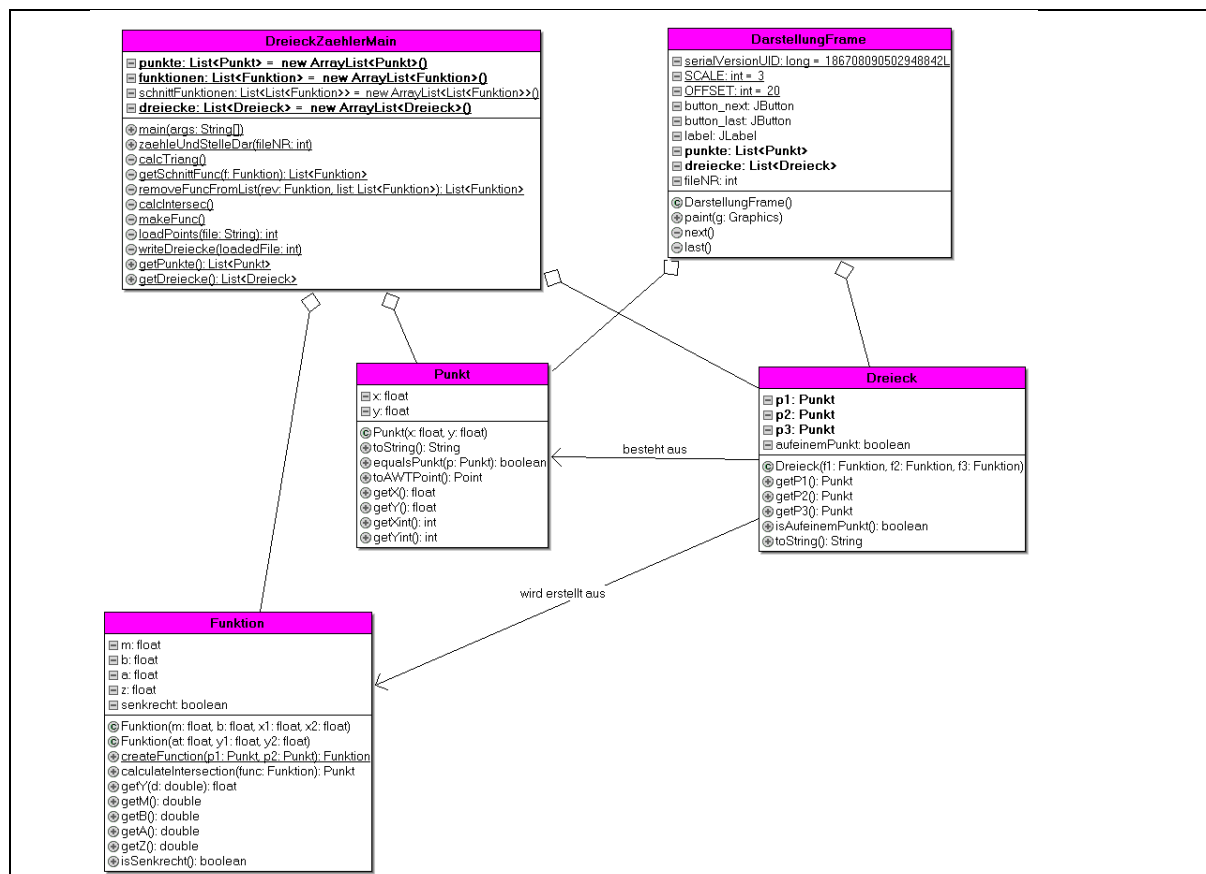 DreieckZaehlerMain
punkte: List<Punkt> = new ArrayList<Punkt>()
funktionen: List<Funktion> = new ArrayList<Funktion>()
schnittFunktionen: List<List<Funktion>> = new ArrayList<List<Funktion>>()
dreiecke: List<Dreieck> = new ArrayList<Dreieck>()
main(args: String[])
zaehleUndStelleDar(fileNR: int)
calcTriang()
getSchnittFunc(f: Funktion): List<Funktion>
removeFuncFromList(rev: Funktion, list: List<Funktion>): List<Funktion>
calcIntersec()
makeFunc()
loadPoints(file: String): int
writeDreiecke(loadedFile: int)
getPunkte(): List<Punkt>
getDreiecke(): List<Dreieck>
DarstellungFrame
serialVersionUID: long = 186708090502948842L
SCALE: int = 3
OFFSET: int = 20
button_next: JButton
button_last: JButton
label: JLabel
punkte: List<Punkt>
dreiecke: List<Dreieck>
fileNR: int
DarstellungFrame()
paint(g: Graphics)
next()
last()
Punkt
x: float
y: float
Punkt(x: float, y: float)
toString(): String
equalsPunkt(p: Punkt): boolean
toAWTPoint(): Point
getX(): float
getY(): float
getXint(): int
getYint(): int
besteht aus
Dreieck
p1: Punkt
p2: Punkt
p3: Punkt
aufeinemPunkt: boolean
Dreieck(f1: Funktion, f2: Funktion, f3: Funktion)
getP1(): Punkt
getP2(): Punkt
getP3(): Punkt
isAufeinemPunkt(): boolean
toString(): String
wird erstellt aus
Funktion
m: float
b: float
a: float
z: float
senkrecht: boolean
Funktion(m: float, b: float, x1: float, x2: float)
Funktion(at: float, y1: float, y2: float)
createFunction(p1: Punkt, p2: Punkt): Funktion
calculateIntersection(func: Funktion): Punkt
getY(d: double): float
getM(): double
getB(): double
getA(): double
getZ(): double
isSenkrecht(): boolean